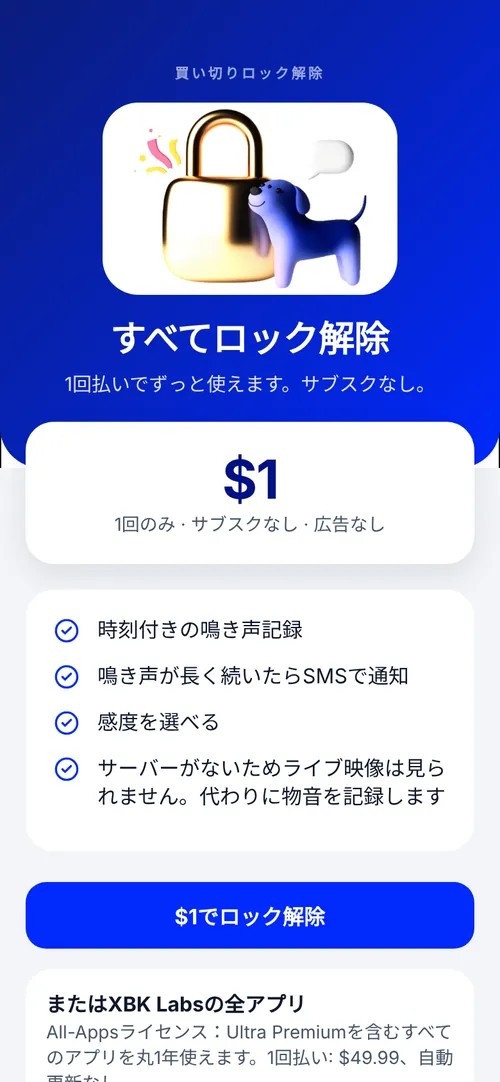 買い切りロック解除
すべてロック解除
1回払いでずっと使えます。サブスクなし。
$1
1回のみ · サブスクなし · 広告なし
時刻付きの鳴き声記録
鳴き声が長く続いたらSMSで通知
感度を選べる
サーバーがないためライブ映像は見ら
れません。代わりに物音を記録します
$1でロック解除
またはXBK Labsの全アプリ
All-Appsライセンス：Ultra Premiumを含むすべて
のアプリを丸1年使えます。1回払い: $49.99、自動
更新なし